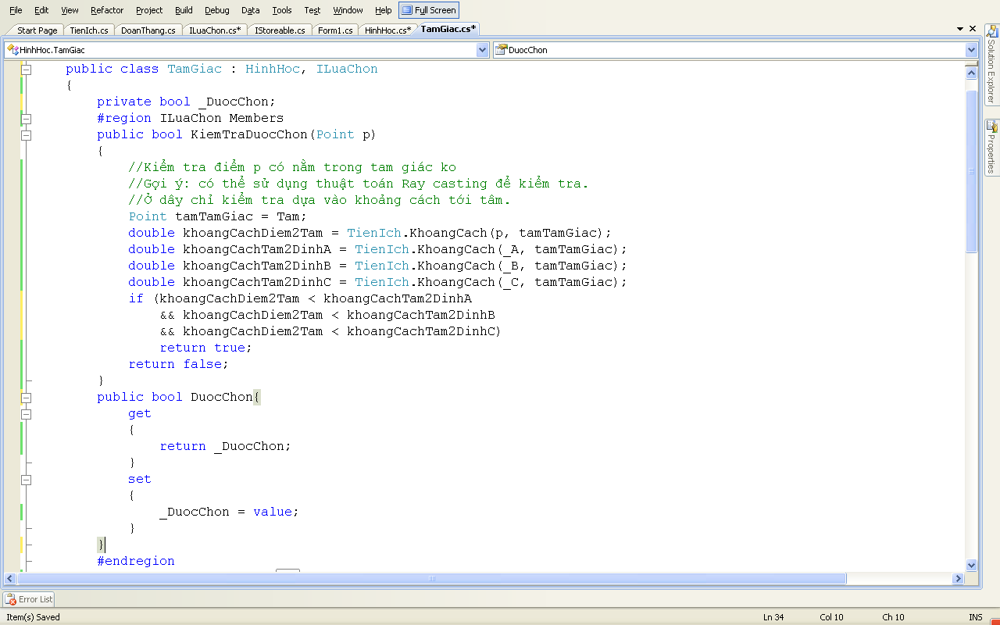 File Edit View Refactor Project Build Debug Data Tools Test Window Help Full Screen
Start Page TienIch.cs DoanThang.cs ILuaChon.cs* IStoreable.cs Form1.cs HinhHoc.cs* TamGiac.cs*
HinhHoc.TamGiac DuocChon
public class TamGiac : HinhHoc, ILuaChon
{
private bool _DuocChon;
#region ILuaChon Members
public bool KiemTraDuocChon(Point p)
{
//Kiểm tra điểm p có nằm trong tam giác ko
//Gợi ý: có thể sử dụng thuật toán Ray casting để kiểm tra.
//Ở dây chỉ kiểm tra dựa vào khoảng cách tới tâm.
Point tamTamGiac = Tam;
double khoangCachDiem2Tam = TienIch.KhoangCach(p, tamTamGiac);
double khoangCachTam2DinhA = TienIch.KhoangCach(_A, tamTamGiac);
double khoangCachTam2DinhB = TienIch.KhoangCach(_B, tamTamGiac);
double khoangCachTam2DinhC = TienIch.KhoangCach(_C, tamTamGiac);
if (khoangCachDiem2Tam < khoangCachTam2DinhA
&& khoangCachDiem2Tam < khoangCachTam2DinhB
&& khoangCachDiem2Tam < khoangCachTam2DinhC)
return true;
return false;
}
public bool DuocChon{
get
{
return _DuocChon;
}
set
{
_DuocChon = value;
}
}
#endregion
Solution Explorer
Properties
Error List
Item(s) Saved Ln 34 Col 10 Ch 10 INS